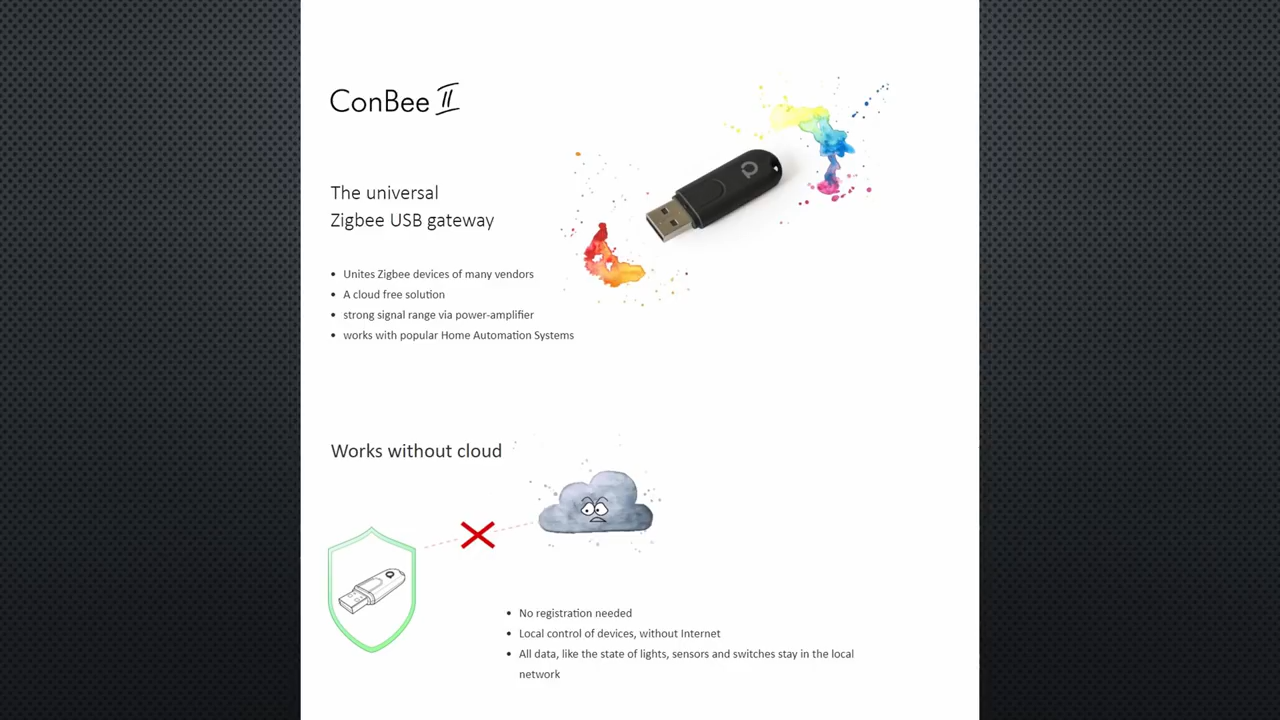 ConBee II
The universal
Zigbee USB gateway
• Unites Zigbee devices of many vendors
• A cloud free solution
• strong signal range via power-amplifier
• works with popular Home Automation Systems
Works without cloud
• No registration needed
• Local control of devices, without Internet
• All data, like the state of lights, sensors and switches stay in the local
network